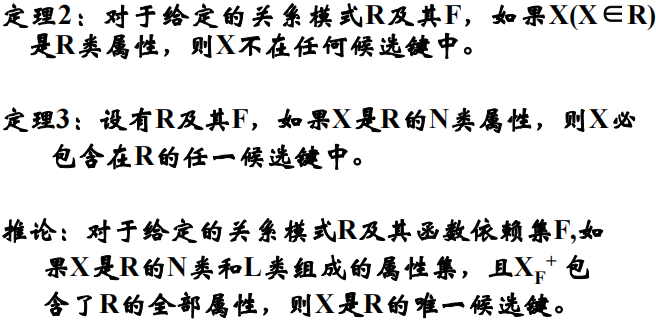 定理2：对于给定的关系模式R及其F，如果X(X∈R)
是R类属性，则X不在任何候选键中。
定理3：设有R及其F，如果X是R的N类属性，则X必
包含在R的任一候选键中。
推论：对于给定的关系模式R及其函数依赖集F,如
果X是R的N类和L类组成的属性集，且X_F^+包
含了R的全部属性，则X是R的唯一候选键。